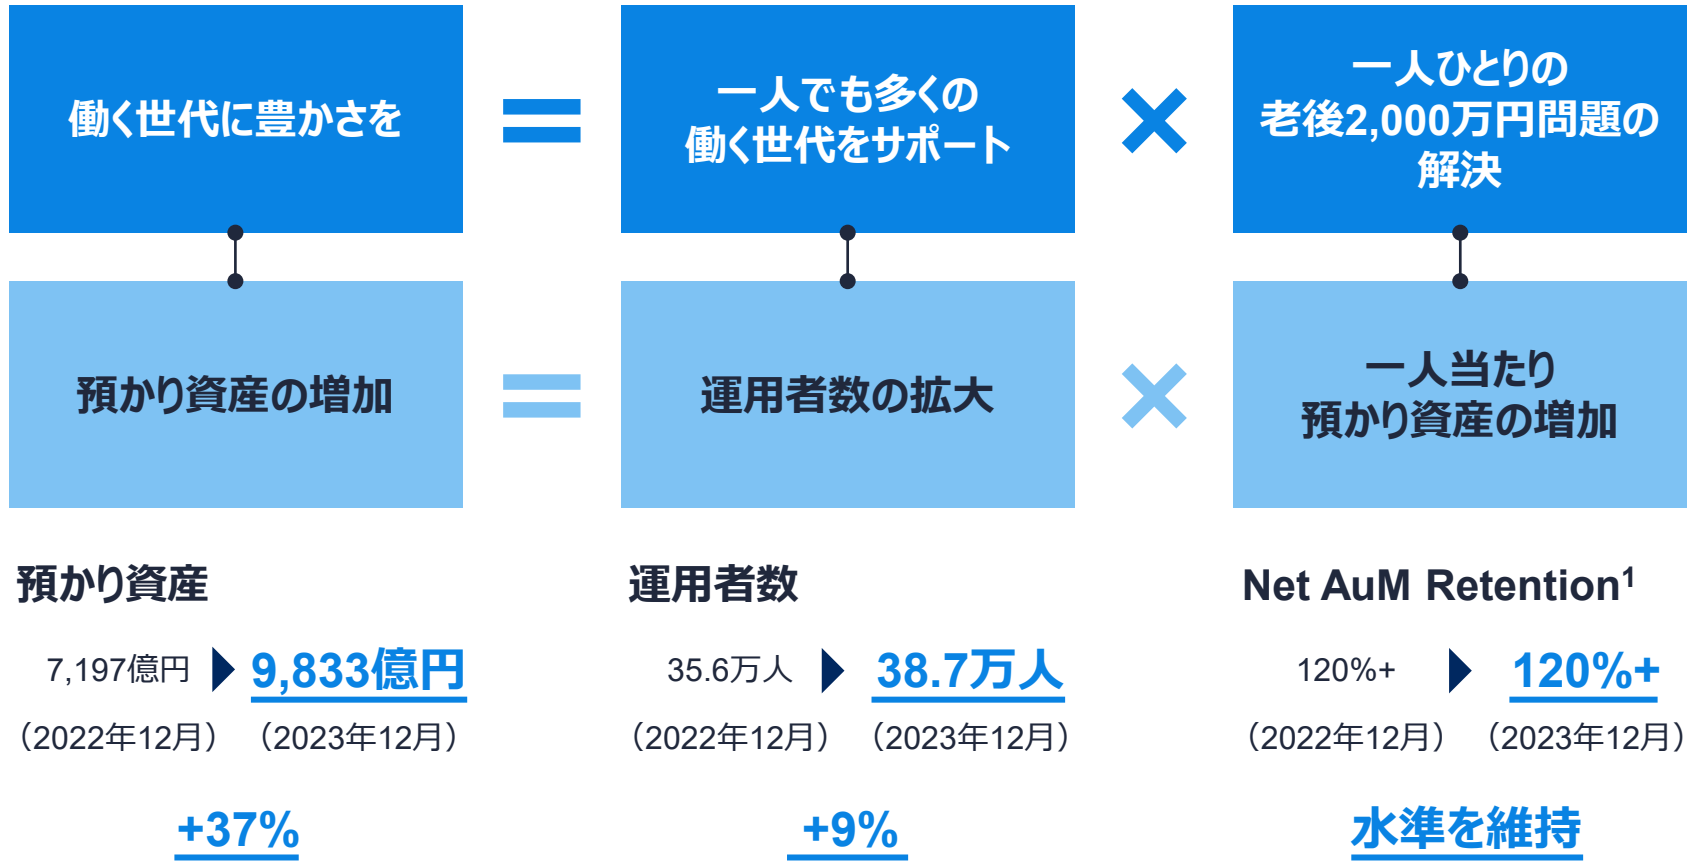 働く世代に豊かさを
=
一人でも多くの
働く世代をサポート
×
一人ひとりの
老後2,000万円問題の
解決
預かり資産の増加
=
運用者数の拡大
×
一人当たり
預かり資産の増加
預かり資産
7,197億円 9,833億円
（2022年12月） （2023年12月）
+37%
運用者数
35.6万人 38.7万人
（2022年12月） （2023年12月）
+9%
Net AuM Retention¹
120%+ 120%+
（2022年12月） （2023年12月）
水準を維持